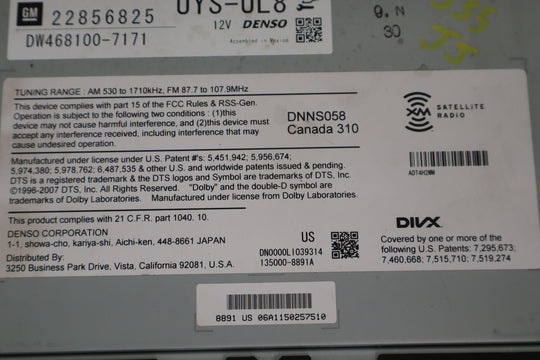 GM 22856825
UYS-UL8
DW468100-7171
12V DENSO
Assembled in Mexico
9. N
30
535
JJ
TUNING RANGE : AM 530 to 1710kHz, FM 87.7 to 107.9MHz
This device complies with part 15 of the FCC Rules & RSS-Gen.
Operation is subject to the following two conditions : (1)this
device may not cause harmful interference, and (2)this device must
accept any interference received, including interference that may
cause undesired operation.
DNNS058
Canada 310
XM SATELLITE
RADIO
ADT4H2WW
Manufactured under license under U.S. Patent #'s: 5,451,942; 5,956,674;
5,974,380; 5,978,762; 6,487,535 & other U.S. and worldwide patents issued & pending.
DTS is a registered trademark & the DTS logos and Symbol are trademarks of DTS, Inc.
©1996-2007 DTS, Inc. All Rights Reserved. "Dolby" and the double-D symbol are
trademarks of Dolby Laboratories. Manufactured under license from Dolby Laboratories.
This product complies with 21 C.F.R. part 1040. 10.
DENSO CORPORATION
1-1, showa-cho, kariya-shi, Aichi-ken, 448-8661 JAPAN
Distributed By:
3250 Business Park Drive, Vista, California 92081, U.S.A.
US
DN0000LI039314
135000-8891A
DIVX
Covered by one or more of the
following U.S. Patents: 7,295,673;
7,460,668; 7,515,710; 7,519,274
8891 US 06A1150257510